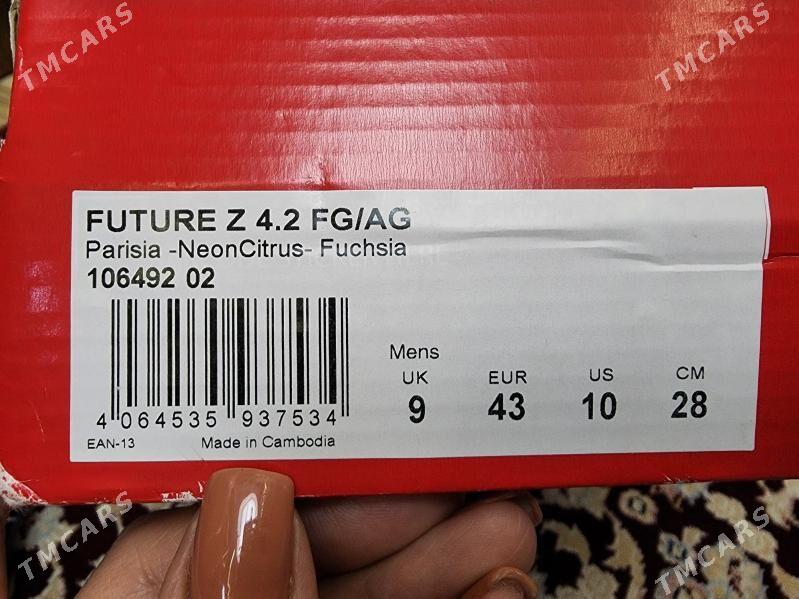 TMCARS
TMCARS
FUTURE Z 4.2 FG/AG
Parisia -NeonCitrus- Fuchsia
106492 02
Mens
UK EUR US CM
9 43 10 28
4 064535 937534
EAN-13 Made in Cambodia
TMCARS
TMCARS